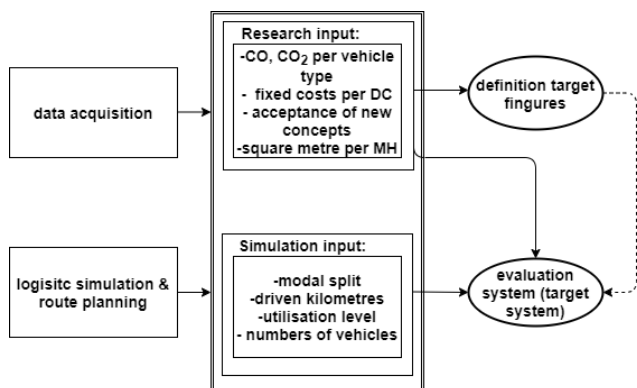 data acquisition
Research input:
-CO, CO2 per vehicle
type
- fixed costs per DC
- acceptance of new
concepts
-square metre per MH
definition target
fingures
logisitc simulation &
route planning
Simulation input:
-modal split
-driven kilometres
-utilisation level
- numbers of vehicles
evaluation
system (target
system)